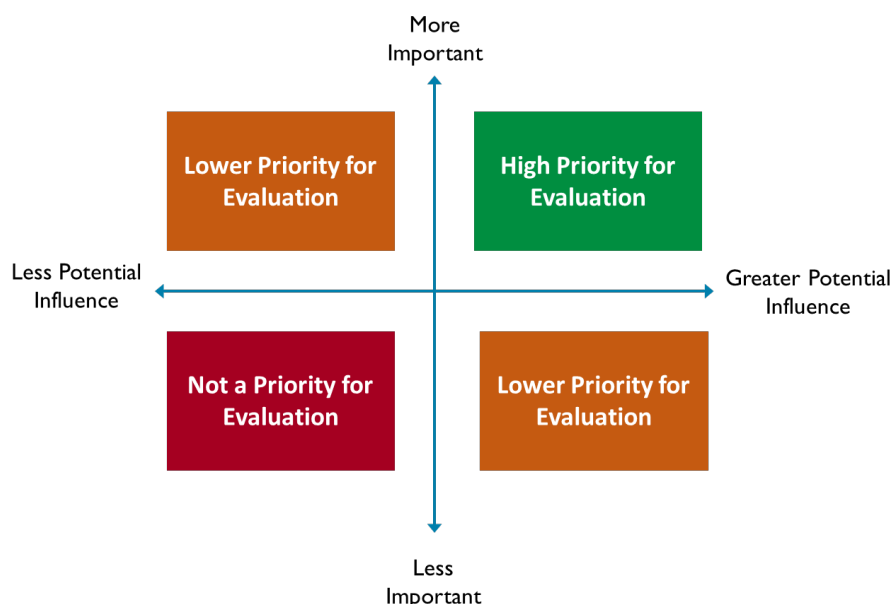 More
Important
Lower Priority for
Evaluation
High Priority for
Evaluation
Less Potential
Influence
Greater Potential
Influence
Not a Priority for
Evaluation
Lower Priority for
Evaluation
Less
Important